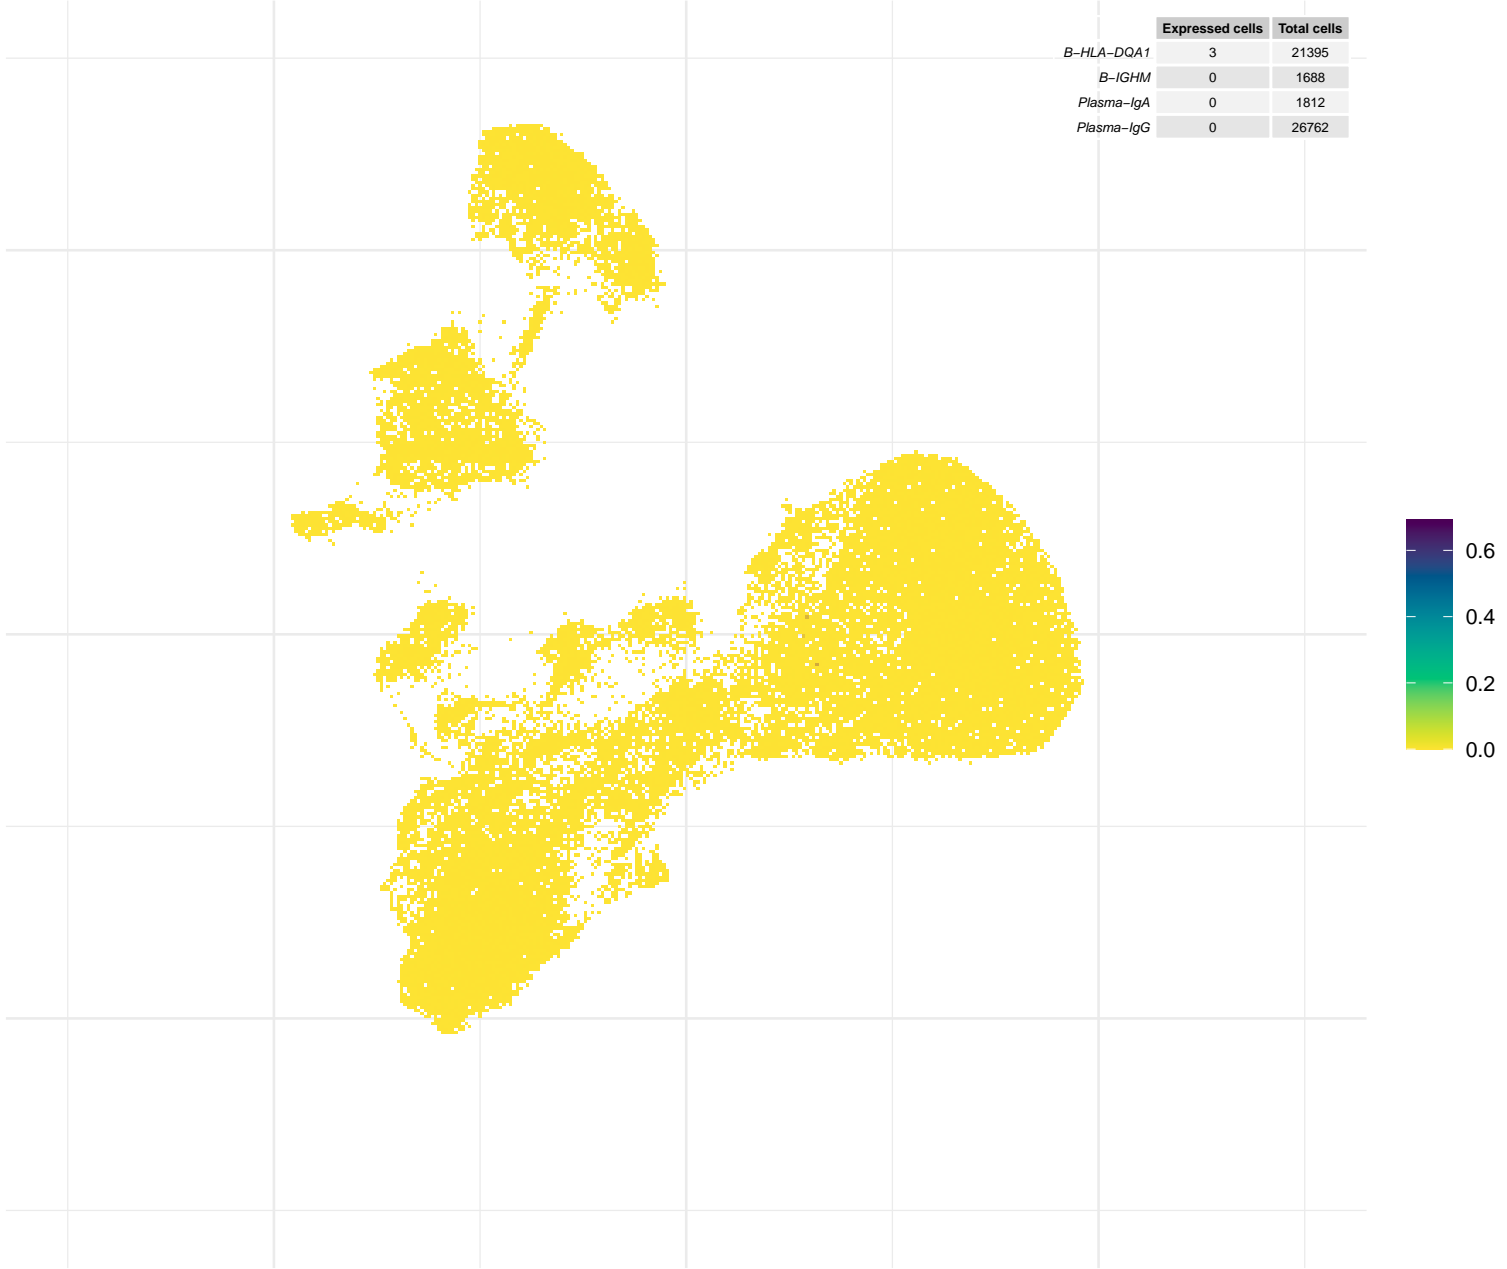 Expressed cells Total cells
B−HLA−DQA1 3 21395
B−IGHM 0 1688
Plasma−IgA 0 1812
Plasma−IgG 0 26762
0.6
0.4
0.2
0.0